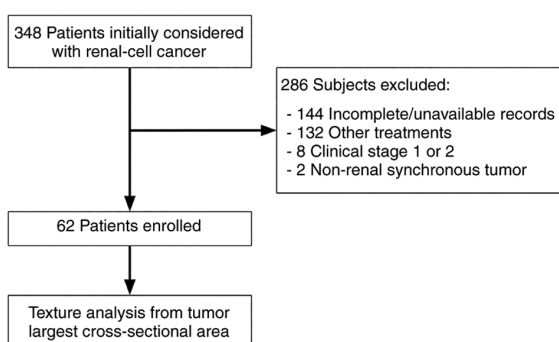 348 Patients initially considered
with renal-cell cancer
286 Subjects excluded:
- 144 Incomplete/unavailable records
- 132 Other treatments
- 8 Clinical stage 1 or 2
- 2 Non-renal synchronous tumor
62 Patients enrolled
Texture analysis from tumor
largest cross-sectional area